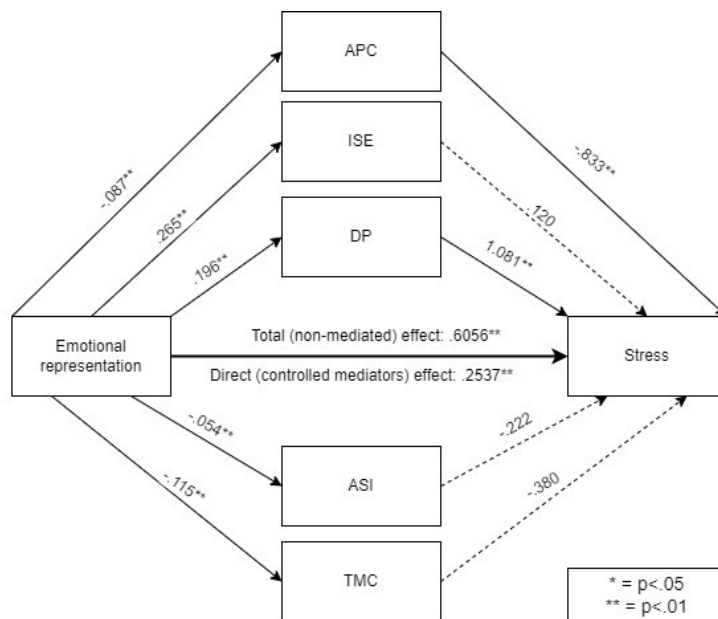 APC
-.087**
-.833**
ISE
.265**
.120
DP
.196**
1.081**
Emotional
representation
Total (non-mediated) effect: .6056**
Direct (controlled mediators) effect: .2537**
Stress
-.054**
-.222
ASI
-.115**
-.380
TMC
* = p<.05
** = p<.01